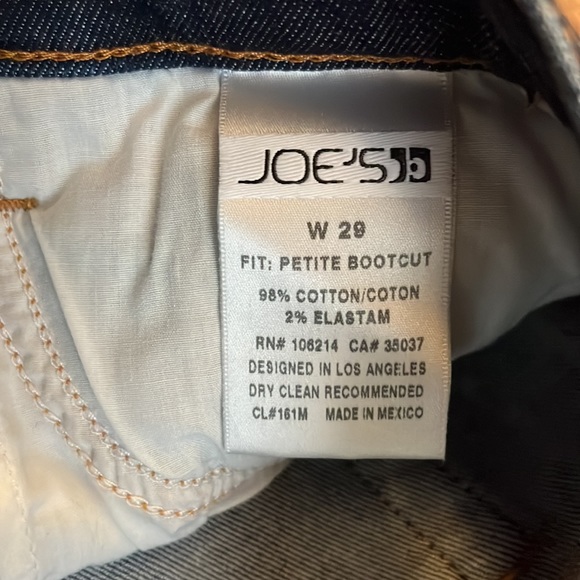 JOE'S
W 29
FIT: PETITE BOOTCUT
98% COTTON/COTON
2% ELASTAM
RN# 106214 CA# 35037
DESIGNED IN LOS ANGELES
DRY CLEAN RECOMMENDED
CL#161M MADE IN MEXICO